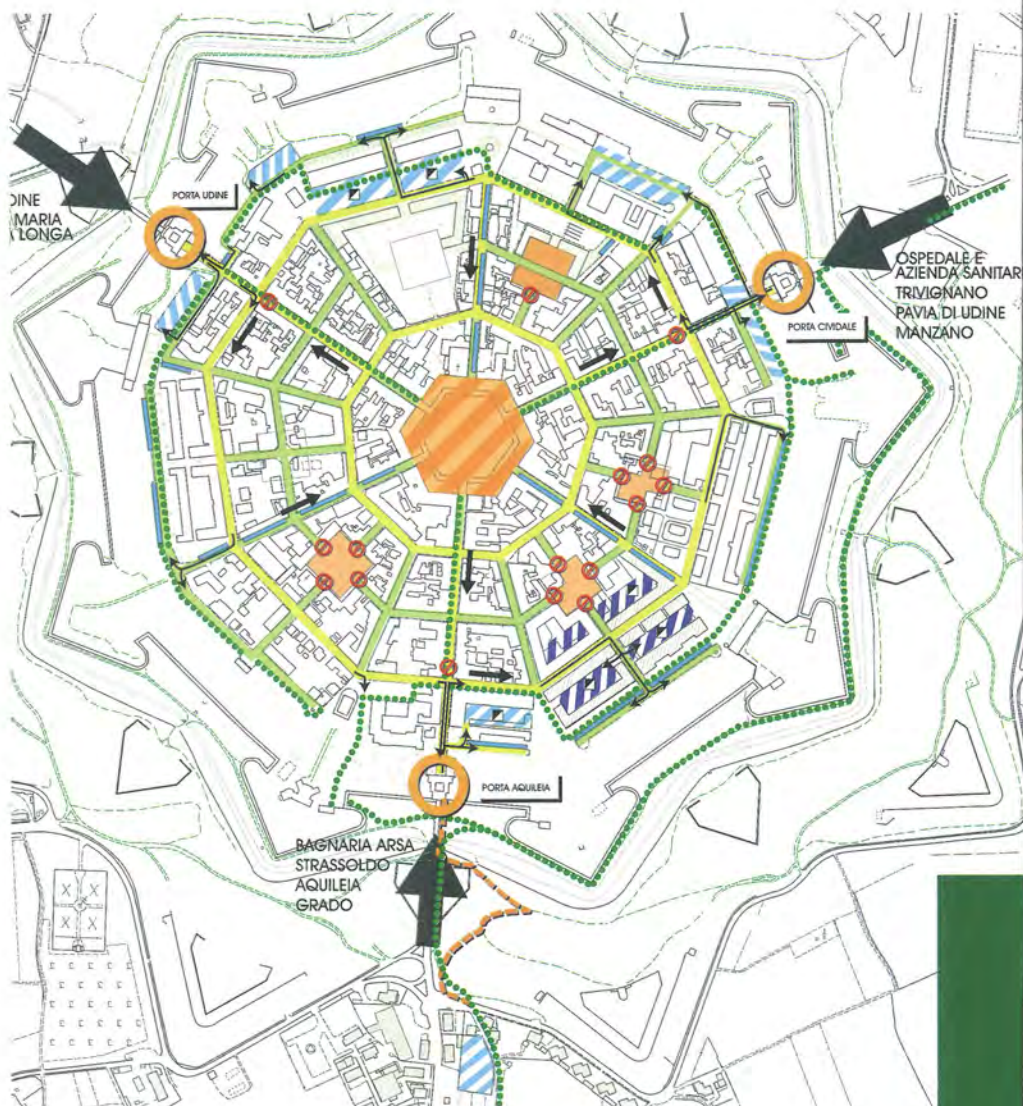 PORTA UDINE
MARIA
LONGA
OSPEDALE E
AZIENDA SANITAR
TRIVIGNANO
PAVIA DI UDINE
MANZANO
PORTA CIVIDALE
PORTA AQUILEIA
BAGNARIA ARSA
STRASSOLDO
AQUILEIA
GRADO